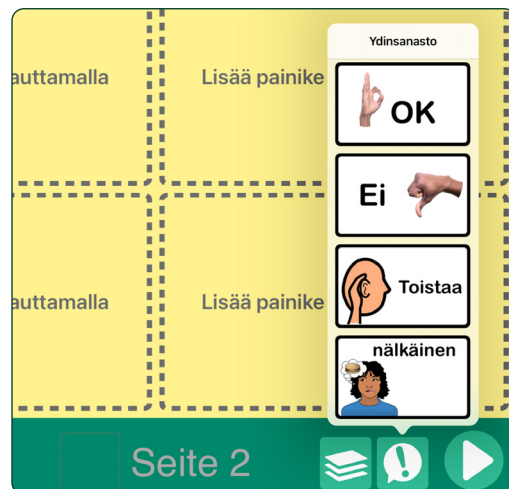 Ydinsanasto
auttamalla
Lisää painike
OK
Ei
auttamalla
Lisää painike
Toistaa
nälkäinen
Seite 2